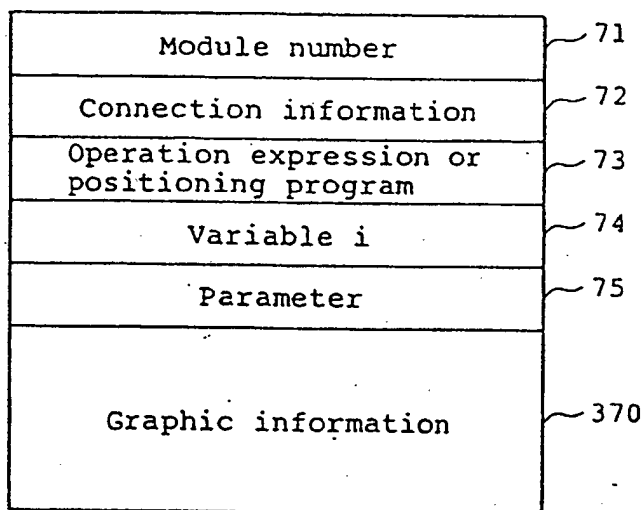 Module number 71
Connection information 72
Operation expression or
positioning program 73
Variable i 74
Parameter 75
Graphic information 370